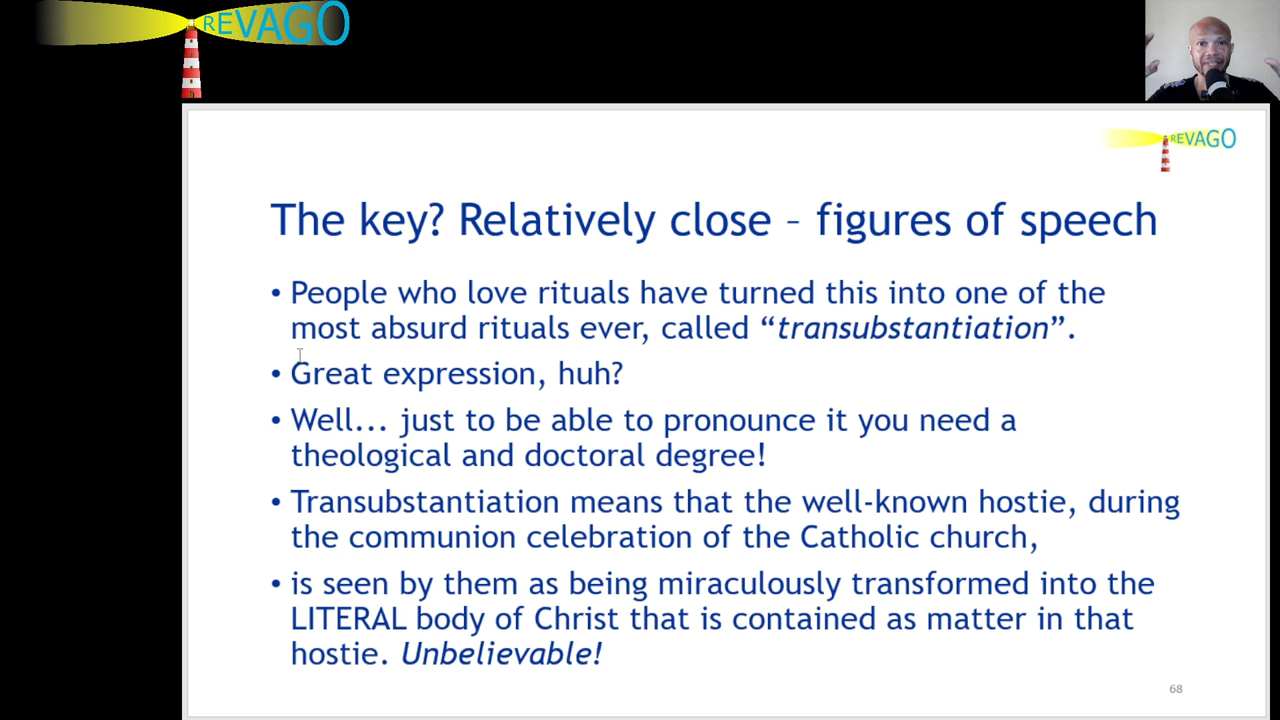 REVAGO
REVAGO
The key? Relatively close – figures of speech
• People who love rituals have turned this into one of the
most absurd rituals ever, called “transubstantiation”.
• Great expression, huh?
• Well... just to be able to pronounce it you need a
theological and doctoral degree!
• Transubstantiation means that the well-known hostie, during
the communion celebration of the Catholic church,
• is seen by them as being miraculously transformed into the
LITERAL body of Christ that is contained as matter in that
hostie. Unbelievable!
68